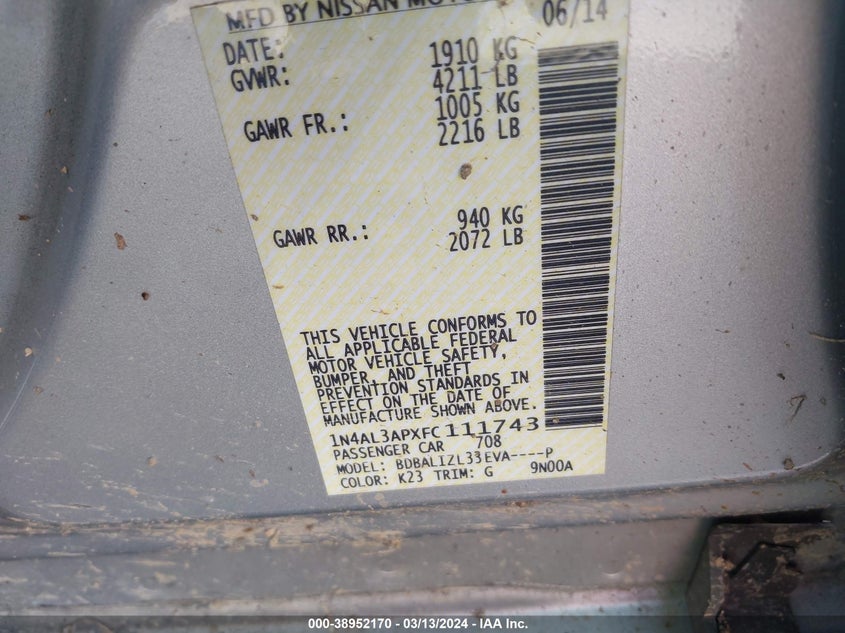 MFD BY NISSAN MOTO
DATE: 06/14
GVWR: 1910 KG
4211 LB
GAWR FR.: 1005 KG
2216 LB
GAWR RR.: 940 KG
2072 LB
THIS VEHICLE CONFORMS TO
ALL APPLICABLE FEDERAL
MOTOR VEHICLE SAFETY,
BUMPER, AND THEFT
PREVENTION STANDARDS IN
EFFECT ON THE DATE OF
MANUFACTURE SHOWN ABOVE.
1N4AL3APXFC111743
PASSENGER CAR 708
MODEL: BDBALIZL33EVA----P
COLOR: K23 TRIM: G 9N00A
000-38952170 — 03/13/2024 — IAA Inc.